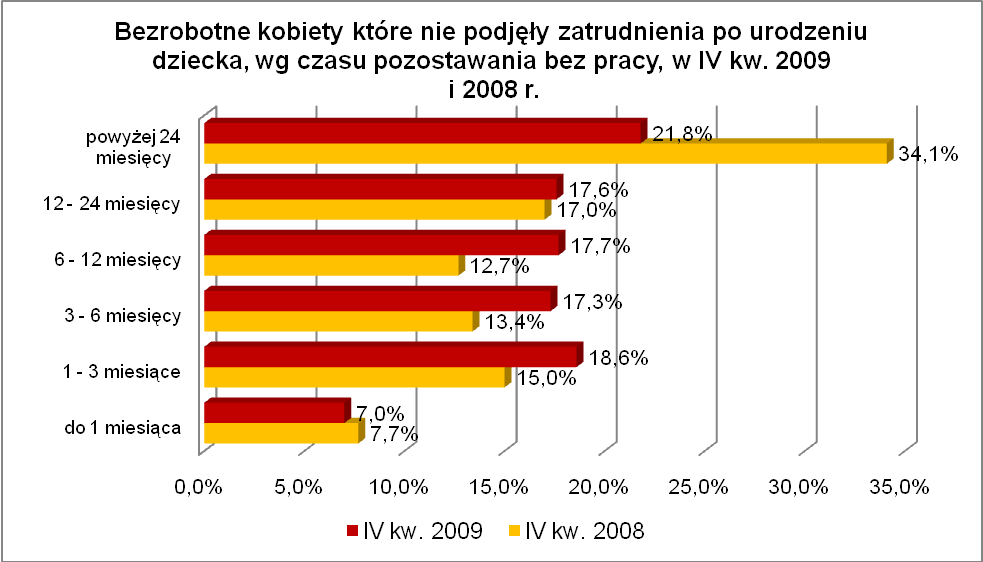 Bezrobotne kobiety które nie podjęły zatrudnienia po urodzeniu
dziecka, wg czasu pozostawania bez pracy, w IV kw. 2009
i 2008 r.
powyżej 24
miesięcy
21,8%
34,1%
12 - 24 miesięcy
17,6%
17,0%
6 - 12 miesięcy
17,7%
12,7%
3 - 6 miesięcy
17,3%
13,4%
1 - 3 miesiące
18,6%
15,0%
do 1 miesiąca
7,0%
7,7%
0,0% 5,0% 10,0% 15,0% 20,0% 25,0% 30,0% 35,0%
IV kw. 2009 IV kw. 2008